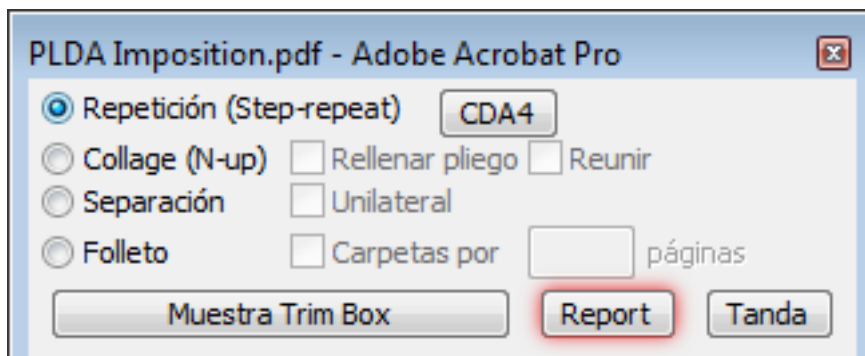 PLDA Imposition.pdf - Adobe Acrobat Pro
Repetición (Step-repeat) CDA4
Collage (N-up) Rellenar pliego Reunir
Separación Unilateral
Folleto Carpetas por páginas
Muestra Trim Box Report Tanda